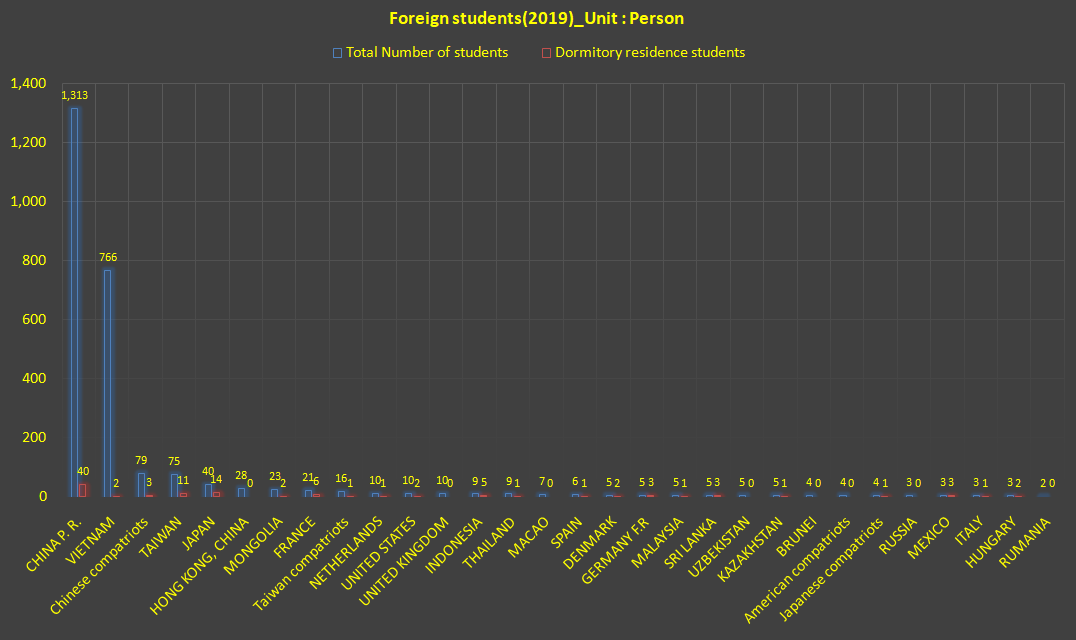 Foreign students(2019)_Unit : Person
Total Number of students
Dormitory residence students
1,400
1,200
1,000
800
600
400
200
0
1,313
40
766
2
79
3
75
11
40
14
28
0
23
2
21
6
16
1
10
1
10
2
10
0
9
5
9
1
7
0
6
1
5
2
5
3
5
1
5
3
5
0
5
1
4
0
4
0
4
1
3
0
3
3
3
1
3
2
2
0
CHINA P. R.
VIETNAM
Chinese compatriots
TAIWAN
JAPAN
HONG KONG, CHINA
MONGOLIA
FRANCE
Taiwan compatriots
NETHERLANDS
UNITED STATES
UNITED KINGDOM
INDONESIA
THAILAND
MACAO
SPAIN
DENMARK
GERMANY F.R
MALAYSIA
SRI LANKA
UZBEKISTAN
KAZAKHSTAN
BRUNEI
American compatriots
Japanese compatriots
RUSSIA
MEXICO
ITALY
HUNGARY
RUMANIA